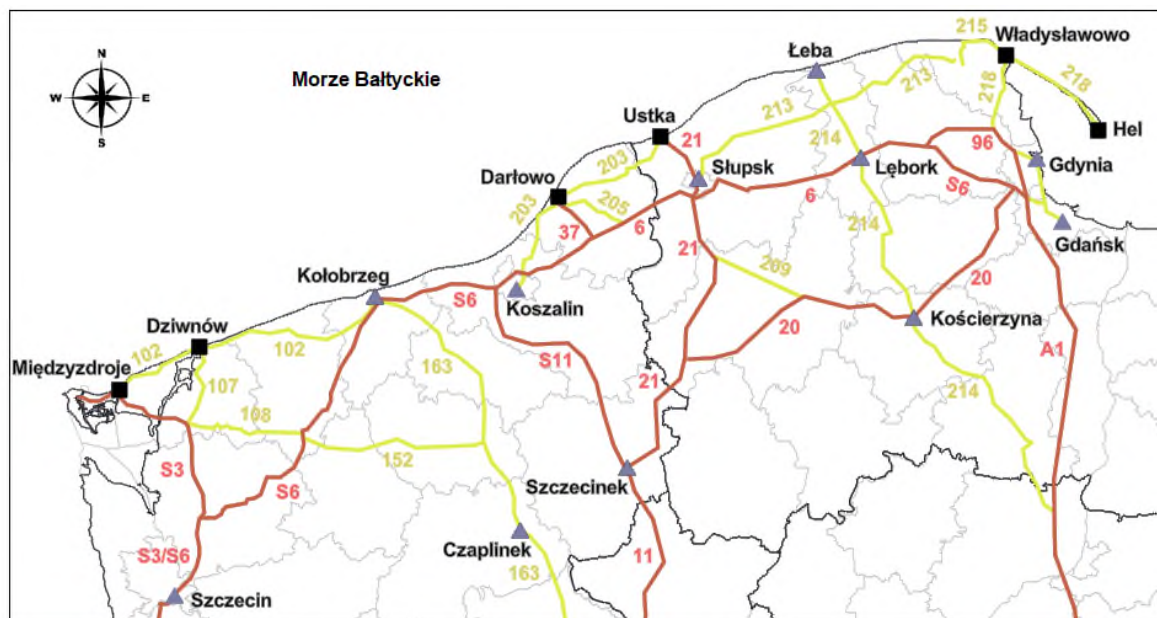 215
Władysławowo
Łeba
N
Morze Bałtyckie
213
218
218
W
E
S
Ustka
213
Hel
21
214
96
203
Słupsk
Lębork
Gdynia
Darłowo
S6
203
205
6
6
214
Gdańsk
37
21
209
20
Kołobrzeg
S6
Koszalin
20
Kościerzyna
Dziwnów
102
102
A1
Międzyzdroje
163
S11
107
21
214
108
152
S3
S6
Szczecinek
Czaplinek
S3/S6
11
163
Szczecin